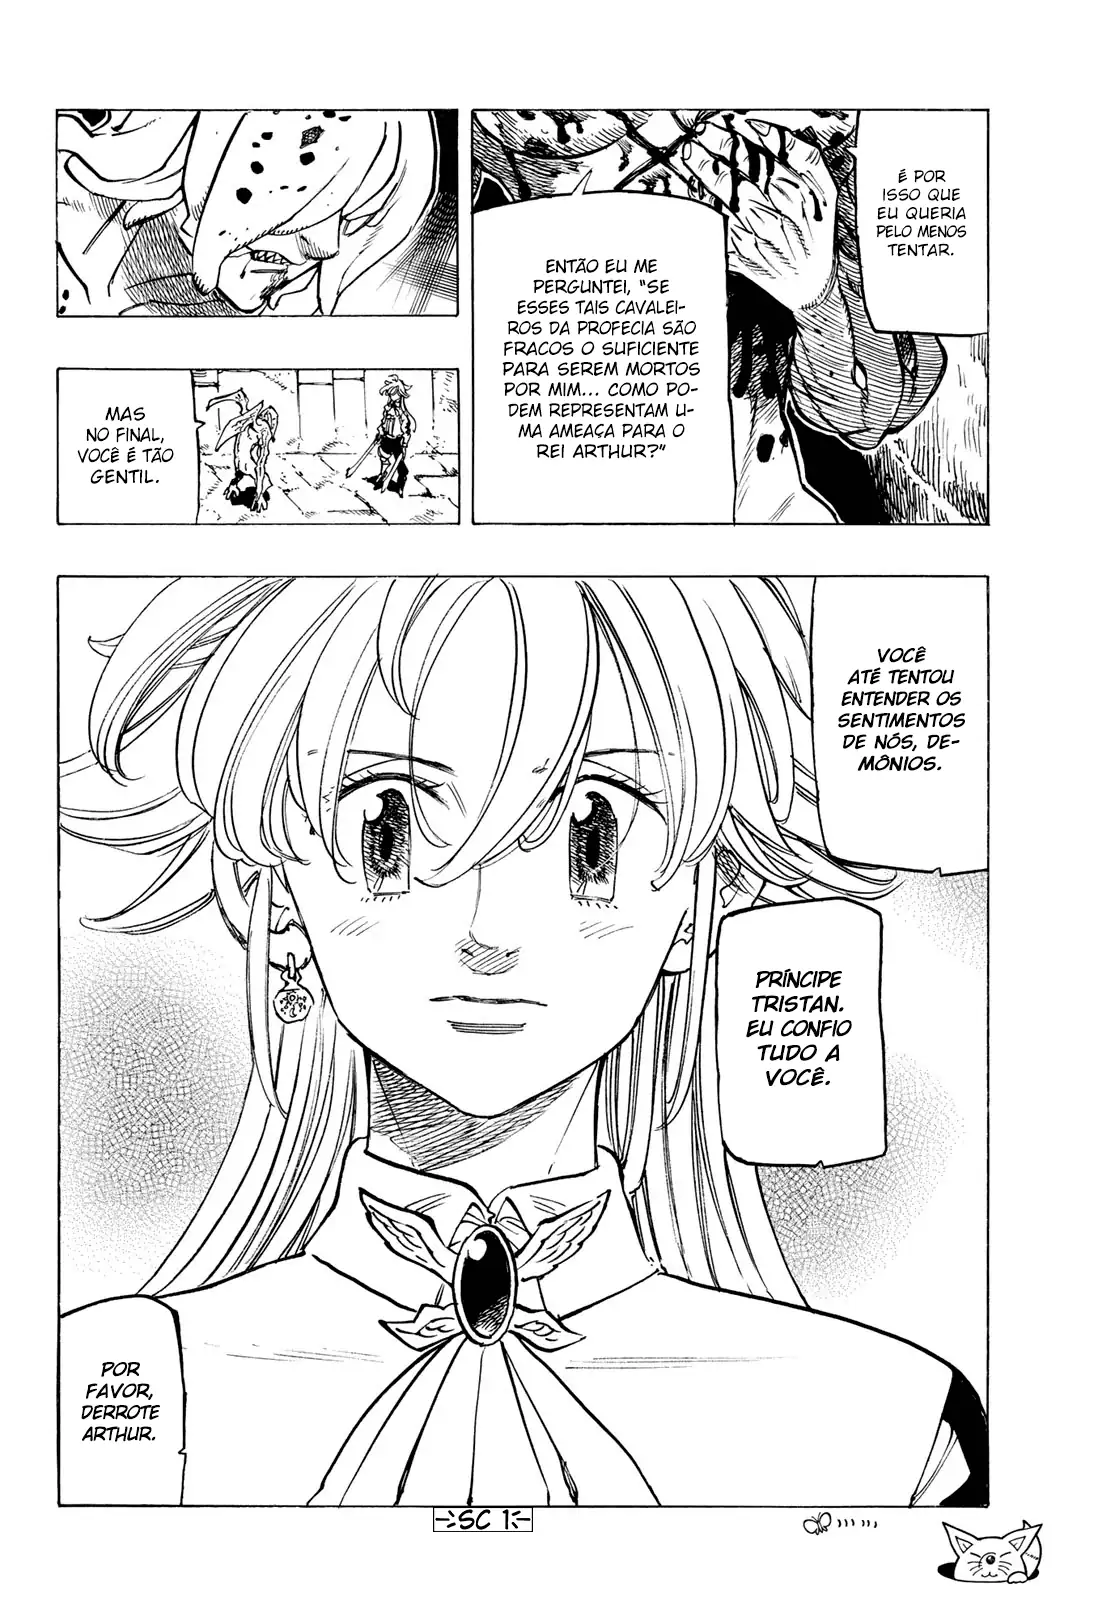 É POR
ISSO QUE
EU QUERIA
PELO MENOS
TENTAR.
ENTÃO EU ME
PERGUNTEI, "SE
ESSES TAIS CAVALEI-
ROS DA PROFECIA SÃO
FRACOS O SUFICIENTE
PARA SEREM MORTOS
POR MIM... COMO PO-
DEM REPRESENTAM U-
MA AMEAÇA PARA O
REI ARTHUR?"
MAS
NO FINAL,
VOCÊ É TÃO
GENTIL.
VOCÊ
ATÉ TENTOU
ENTENDER OS
SENTIMENTOS
DE NÓS, DE-
MÔNIOS.
PRÍNCIPE
TRISTAN.
EU CONFIO
TUDO A
VOCÊ.
POR
FAVOR,
DERROTE
ARTHUR.
SC 1